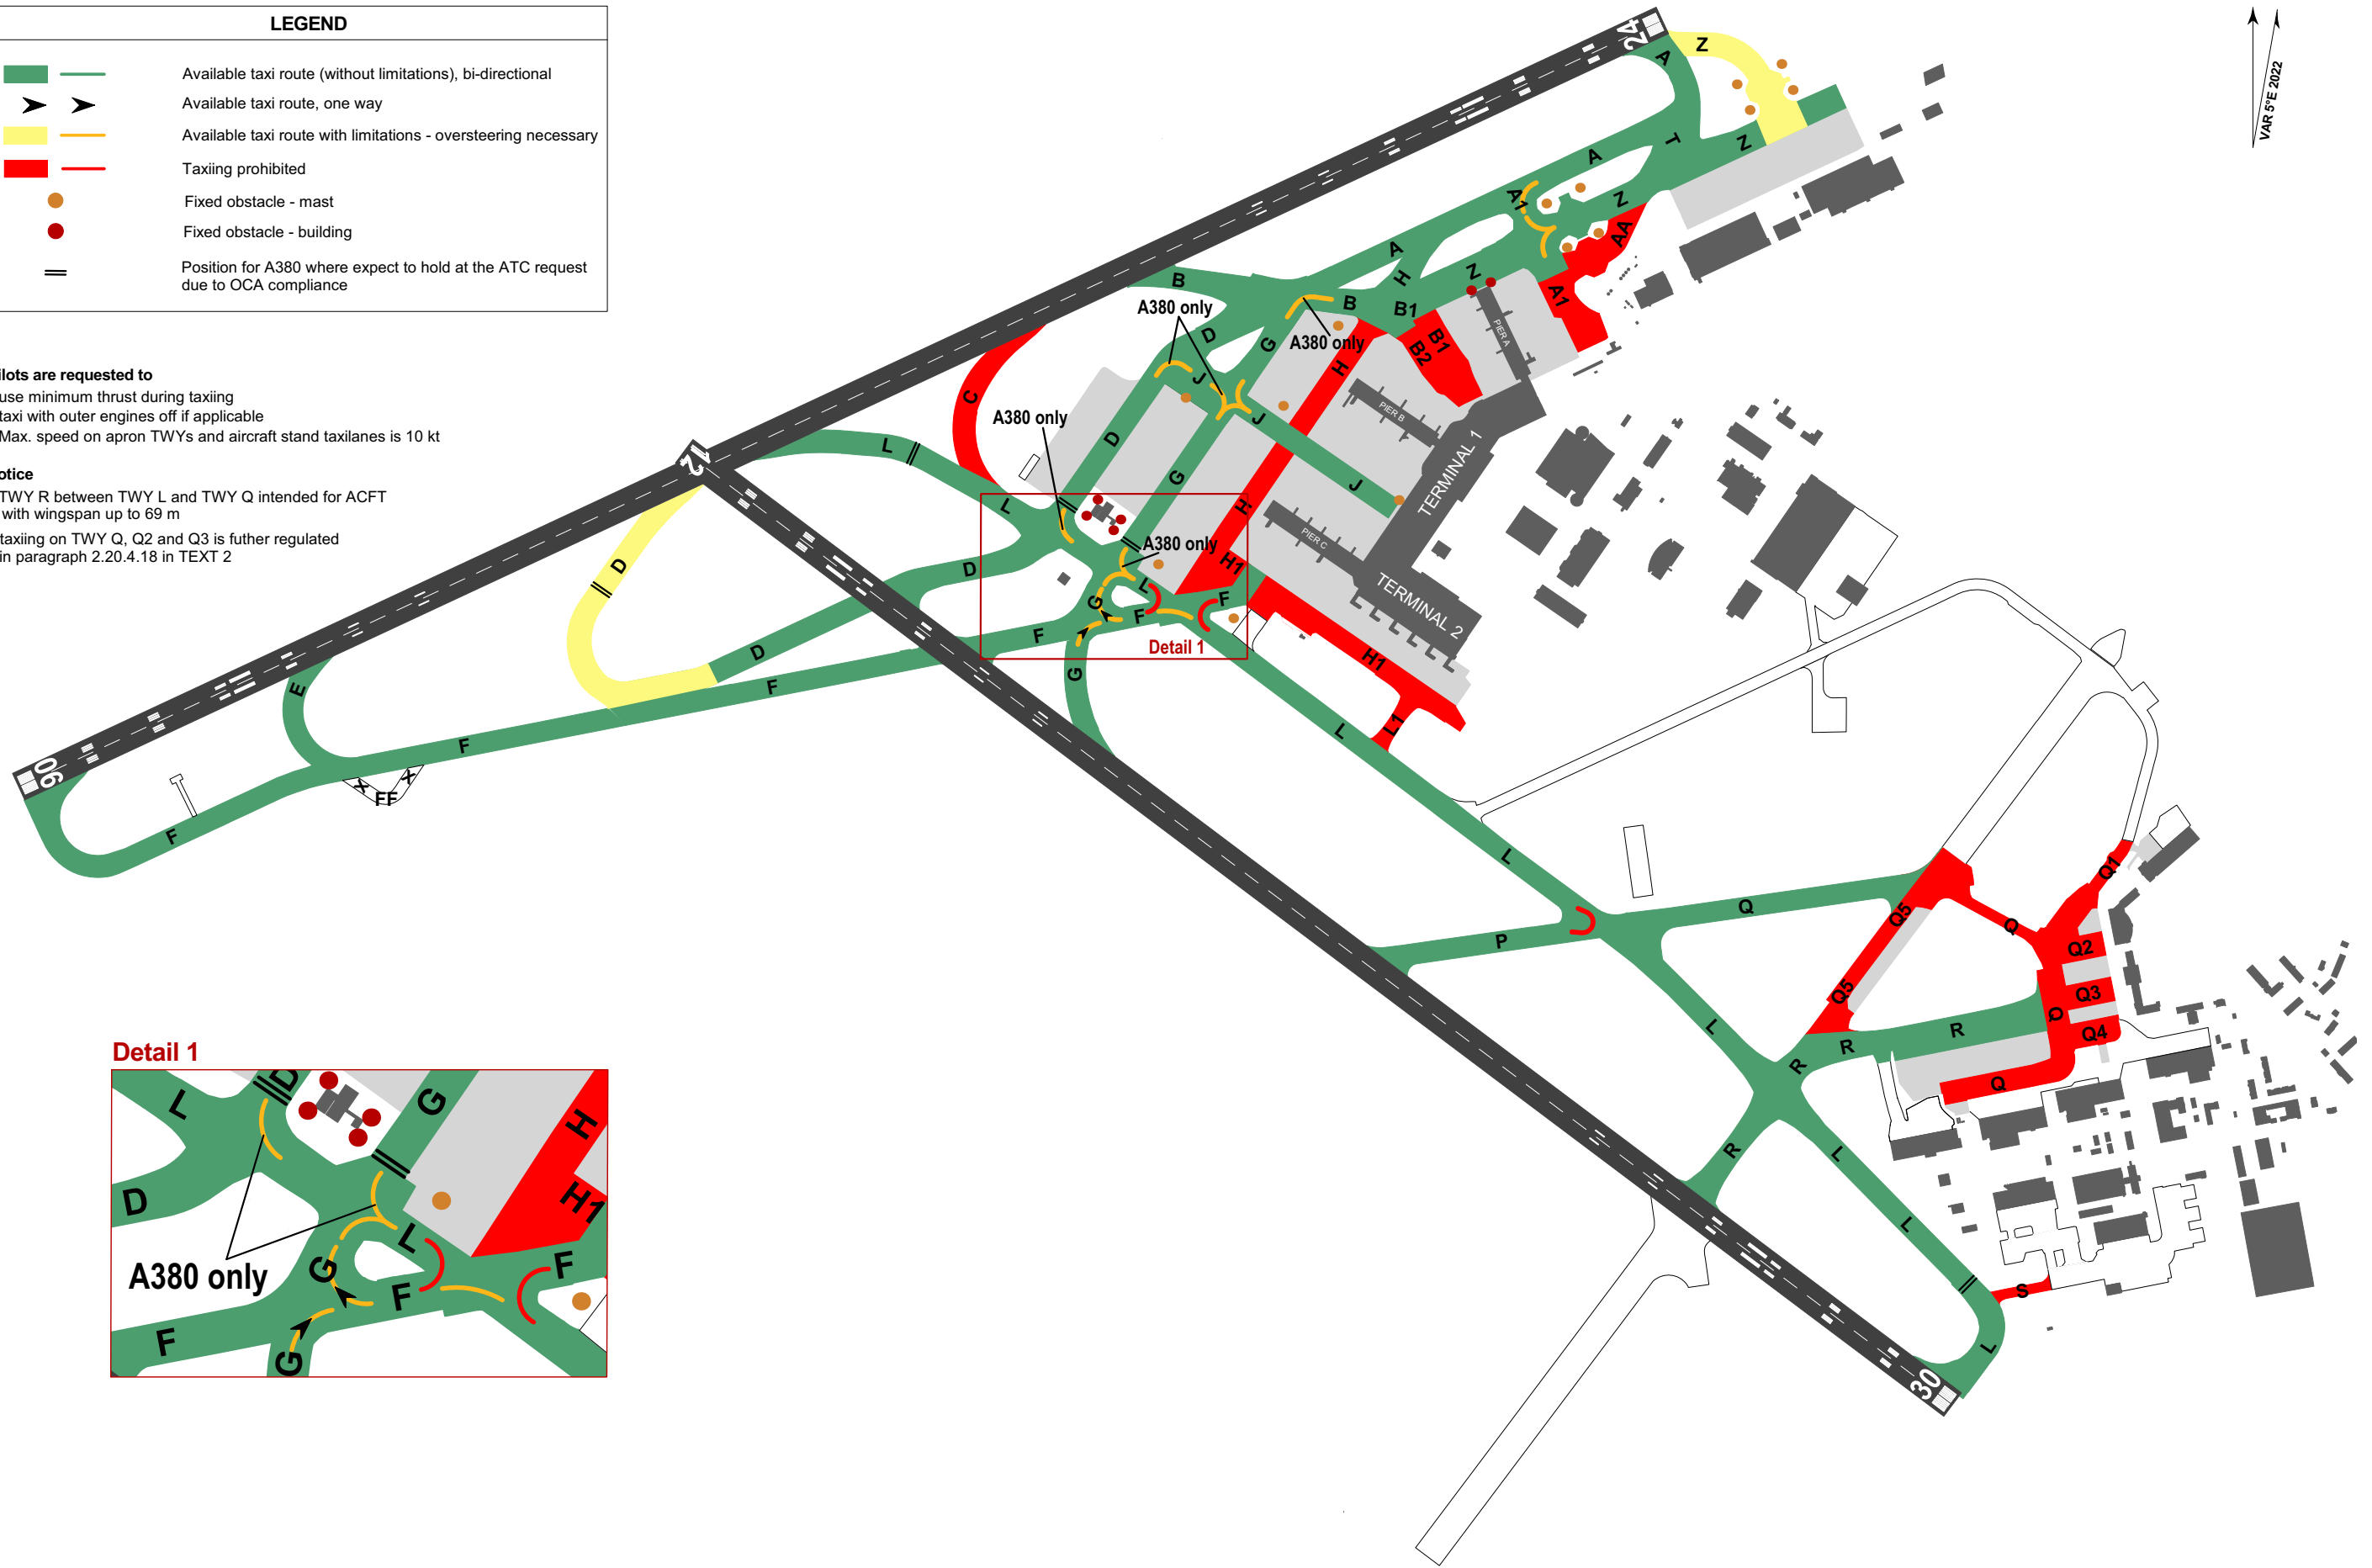 LEGEND
Available taxi route (without limitations), bi-directional
Available taxi route, one way
Available taxi route with limitations - oversteering necessary
Taxiing prohibited
Fixed obstacle - mast
Fixed obstacle - building
Position for A380 where expect to hold at the ATC request
due to OCA compliance
ilots are requested to
use minimum thrust during taxiing
taxi with outer engines off if applicable
Max. speed on apron TWYs and aircraft stand taxilanes is 10 kt
otice
TWY R between TWY L and TWY Q intended for ACFT
with wingspan up to 69 m
taxiing on TWY Q, Q2 and Q3 is futher regulated
in paragraph 2.20.4.18 in TEXT 2
VAR 5°E 2022
24
A
Z
T
Z
A
A1
Z
AA
A
H
Z
A1
B
B
B1
B1
B2
PIER A
A380 only
A380 only
D
G
H
J
PIER B
J
C
A380 only
D
G
J
TERMINAL 1
L
12
L
H
PIER C
A380 only
H1
TERMINAL 2
D
D
L
G
F
F
F
Detail 1
H1
G
D
F
E
F
L
L1
06
X
X
FF
F
L
Q
P
Q5
Q
Q1
Q2
Q5
Q3
Q
Q4
L
R
R
R
Q
R
L
L
S
L
30
Detail 1
L
D
G
H
H1
D
A380 only
G
L
F
F
F
G